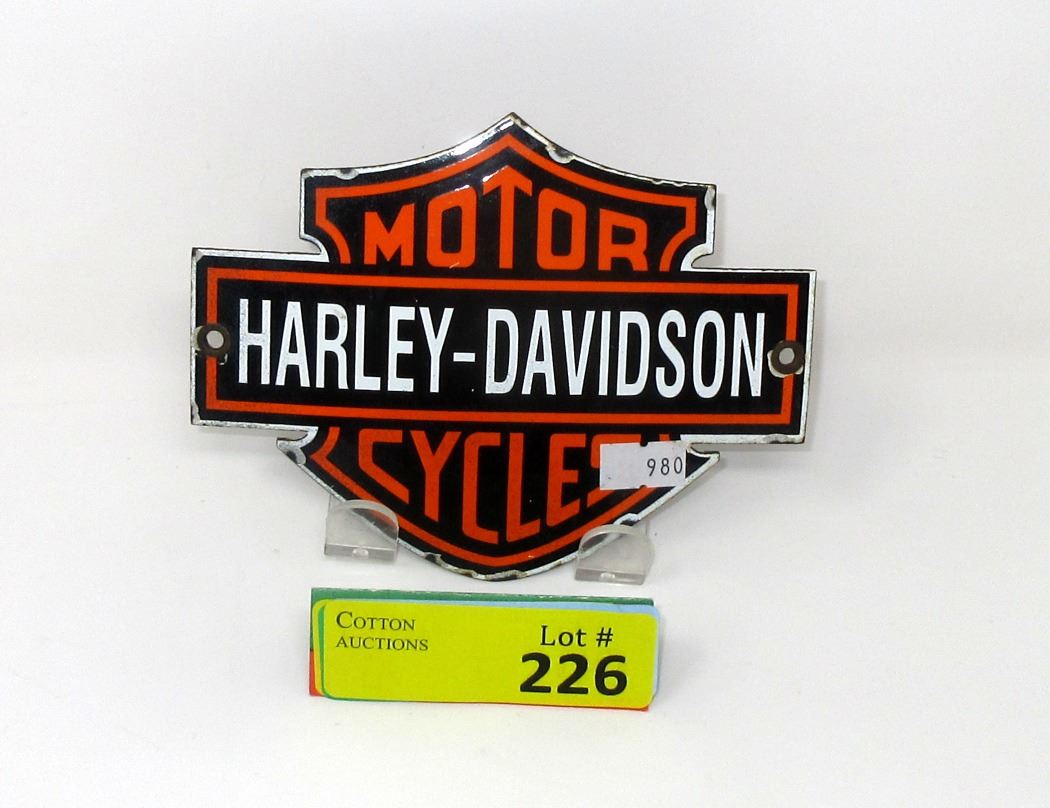 MOTOR
HARLEY-DAVIDSON
CYCLES
980
COTTON
AUCTIONS
Lot #
226